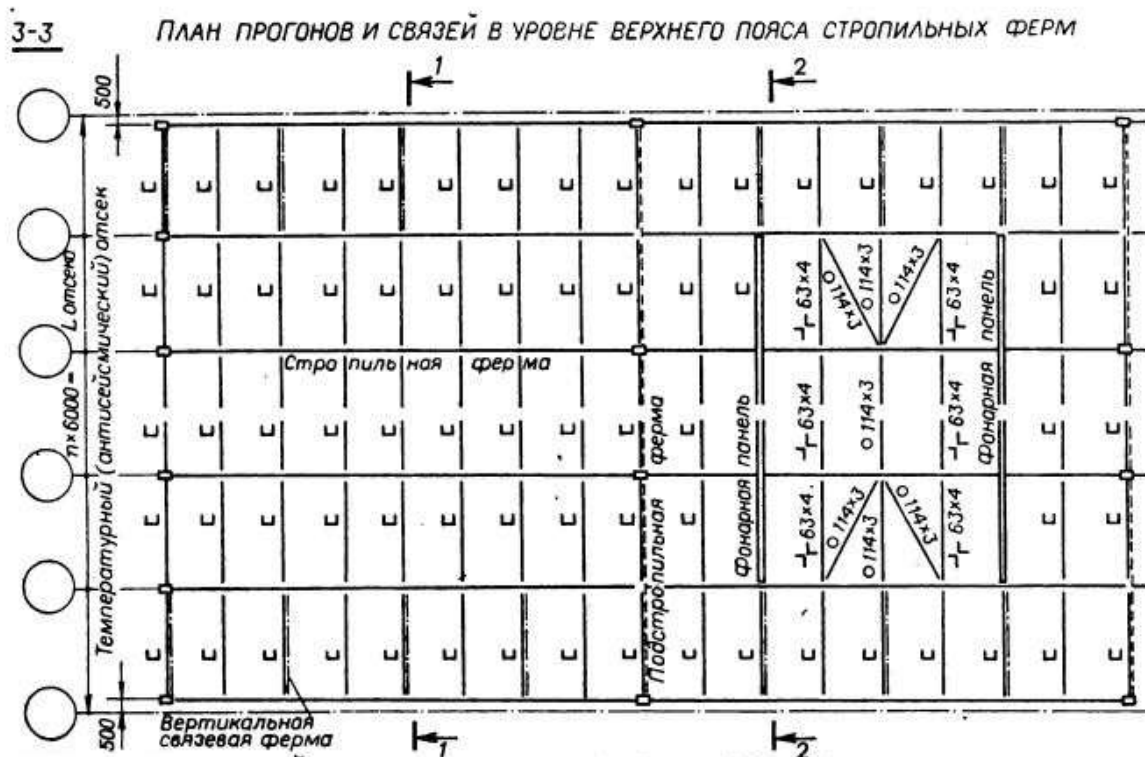 3-3
ПЛАН ПРОГОНОВ И СВЯЗЕЙ В УРОВНЕ ВЕРХНЕГО ПОЯСА СТРОПИЛЬНЫХ ФЕРМ
1
2
500
n×6000 = Lотсека
Температурный (антисейсмический) отсек
Стропильная ферма
Подстропильная ферма
Фонарная панель
Фонарная панель
63×4
114×3
114×3
114×3
63×4
63×4
114×3
63×4
63×4
114×3
114×3
114×3
63×4
500
Вертикальная
связевая ферма
1
2